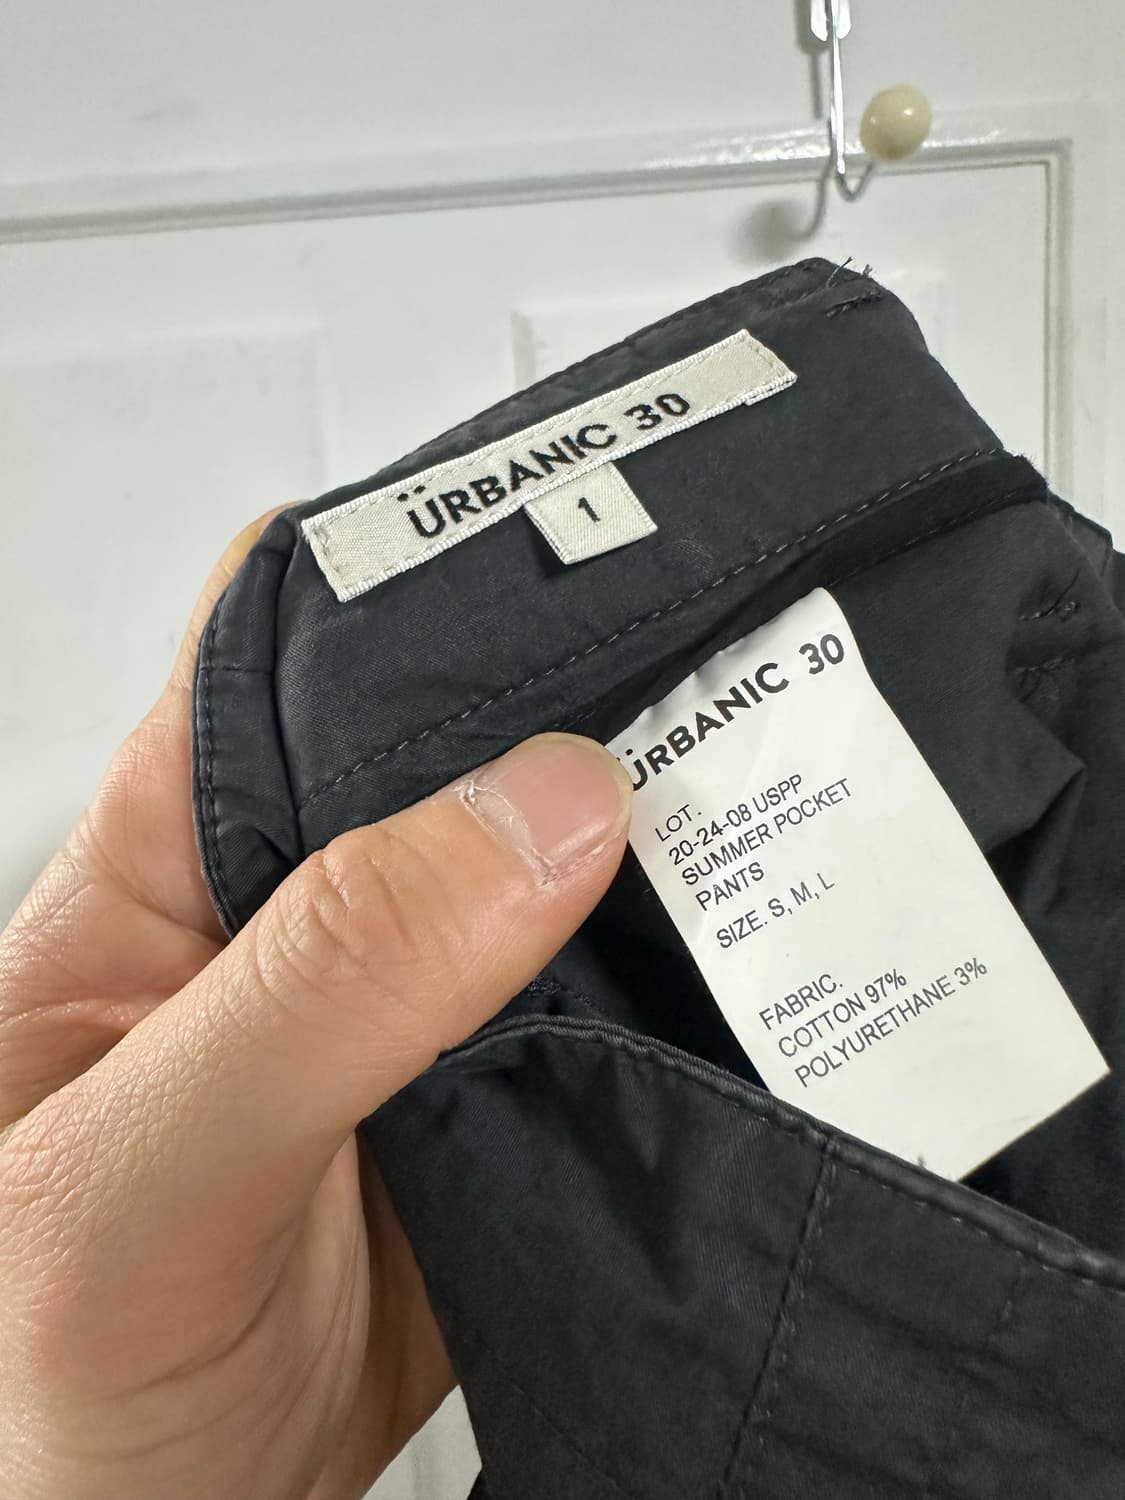 ÜRBANIC 30
1
ÜRBANIC 30
LOT.
20-24-08 USPP
SUMMER POCKET
PANTS
SIZE. S, M, L
FABRIC.
COTTON 97%
POLYURETHANE 3%